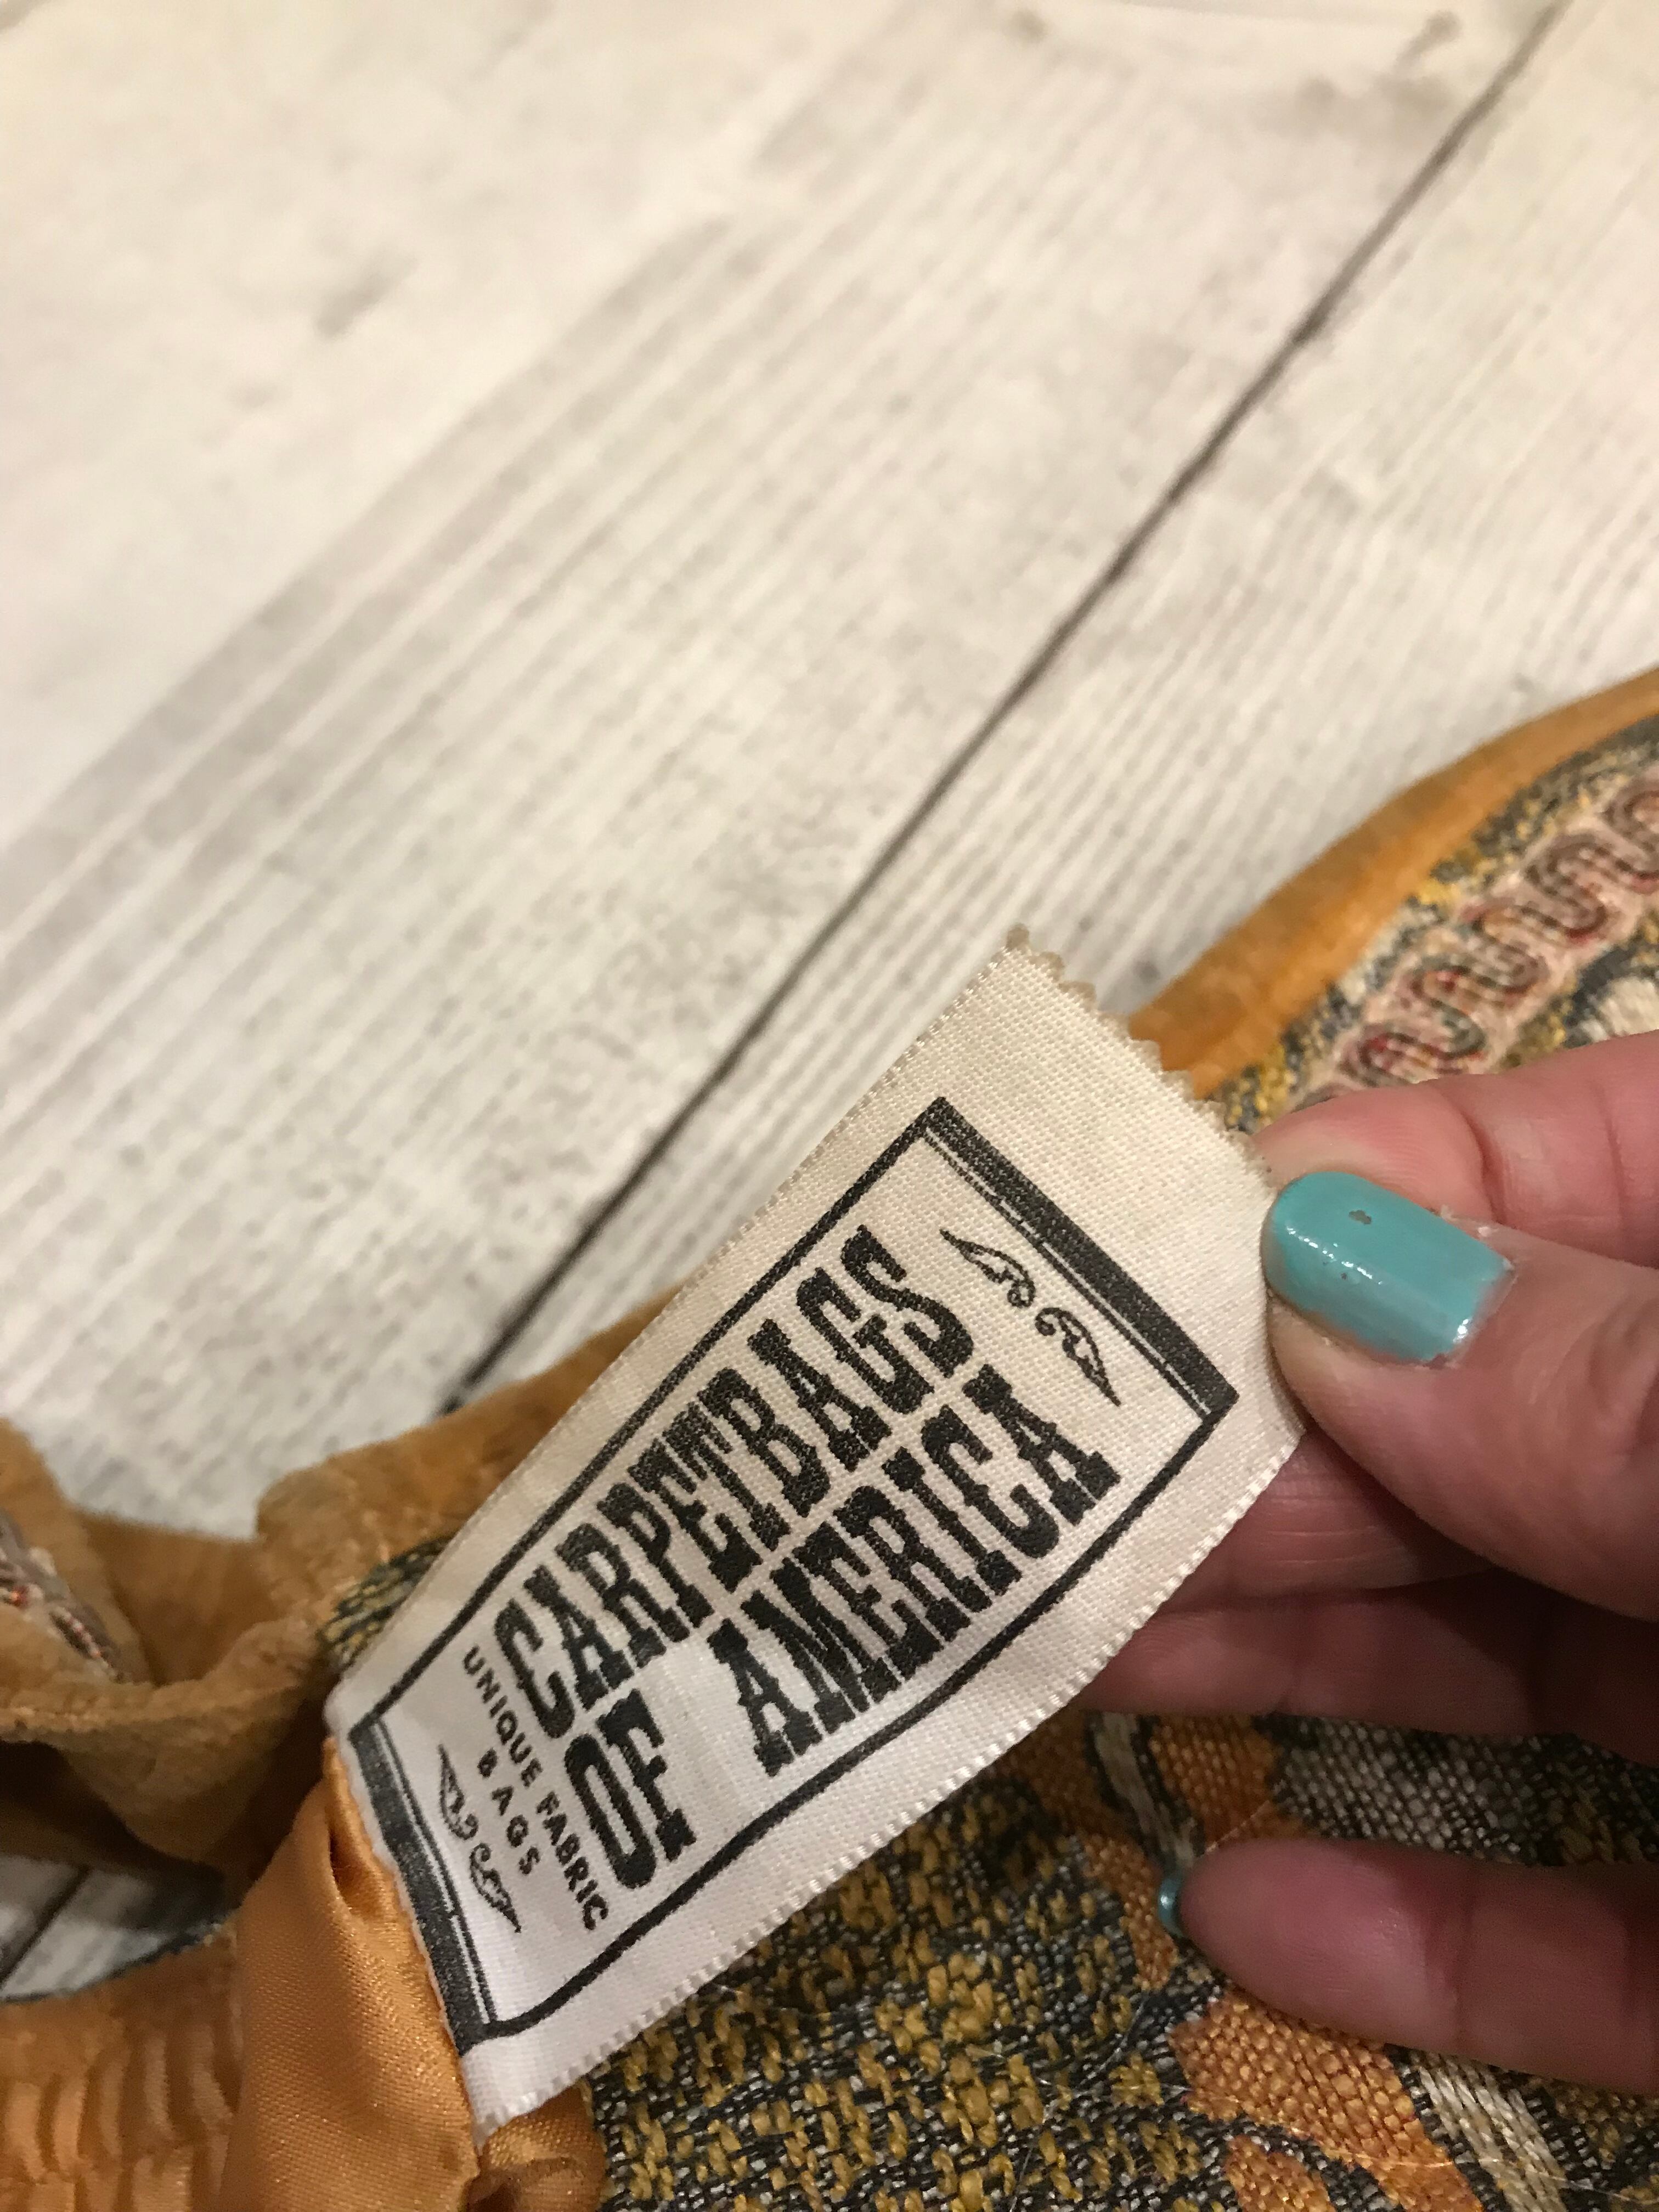 CARPETBAGS
OF AMERICA
UNIQUE FABRIC
BAGS